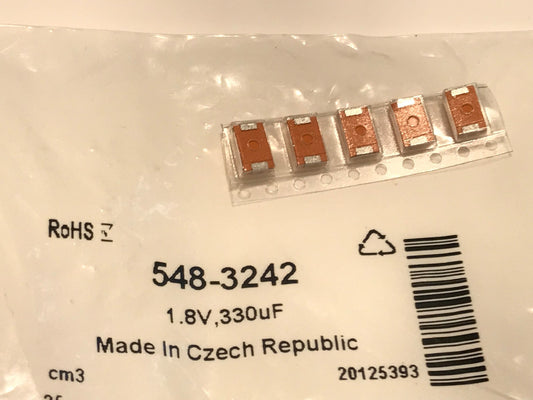 RoHS
548-3242
1.8V,330uF
Made In Czech Republic
cm3
20125393